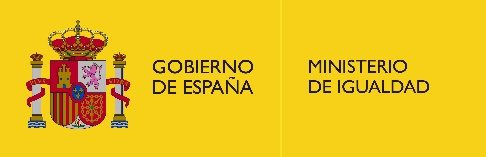 GOBIERNO
DE ESPAÑA
MINISTERIO
DE IGUALDAD